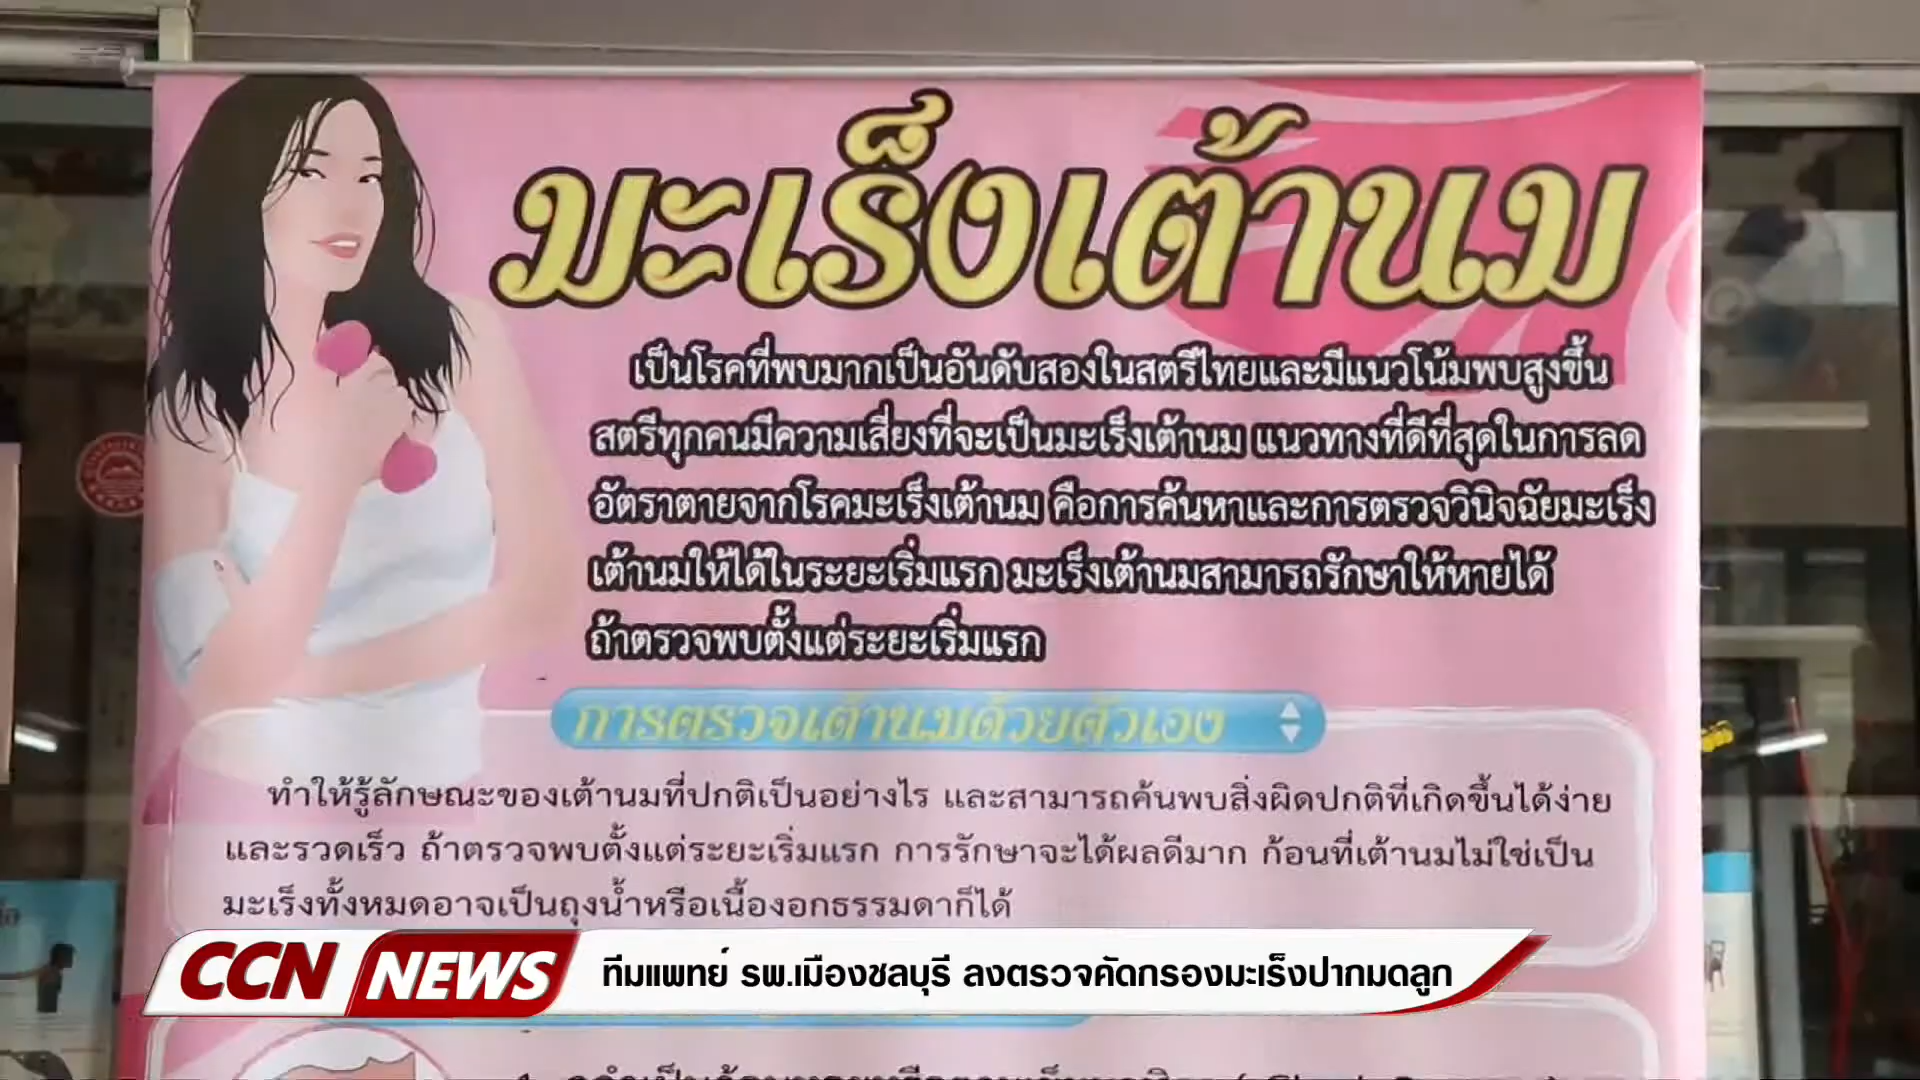 มะเร็งเต้านม
เป็นโรคที่พบมากเป็นอันดับสองในสตรีไทยและมีแนวโน้มพบสูงขึ้น
สตรีทุกคนมีความเสี่ยงที่จะเป็นมะเร็งเต้านม แนวทางที่ดีที่สุดในการลด
อัตราตายจากโรคมะเร็งเต้านม คือการค้นหาและการตรวจวินิจฉัยมะเร็ง
เต้านมให้ได้ในระยะเริ่มแรก มะเร็งเต้านมสามารถรักษาให้หายได้
ถ้าตรวจพบตั้งแต่ระยะเริ่มแรก
การตรวจเต้านมด้วยตัวเอง
ทำให้รู้ลักษณะของเต้านมที่ปกติเป็นอย่างไร และสามารถค้นพบสิ่งผิดปกติที่เกิดขึ้นได้ง่าย
และรวดเร็ว ถ้าตรวจพบตั้งแต่ระยะเริ่มแรก การรักษาจะได้ผลดีมาก ก้อนที่เต้านมไม่ใช่เป็น
มะเร็งทั้งหมดอาจเป็นถุงน้ำหรือเนื้องอกธรรมดาก็ได้
CCN NEWS ทีมแพทย์ รพ.เมืองชลบุรี ลงตรวจคัดกรองมะเร็งปากมดลูก